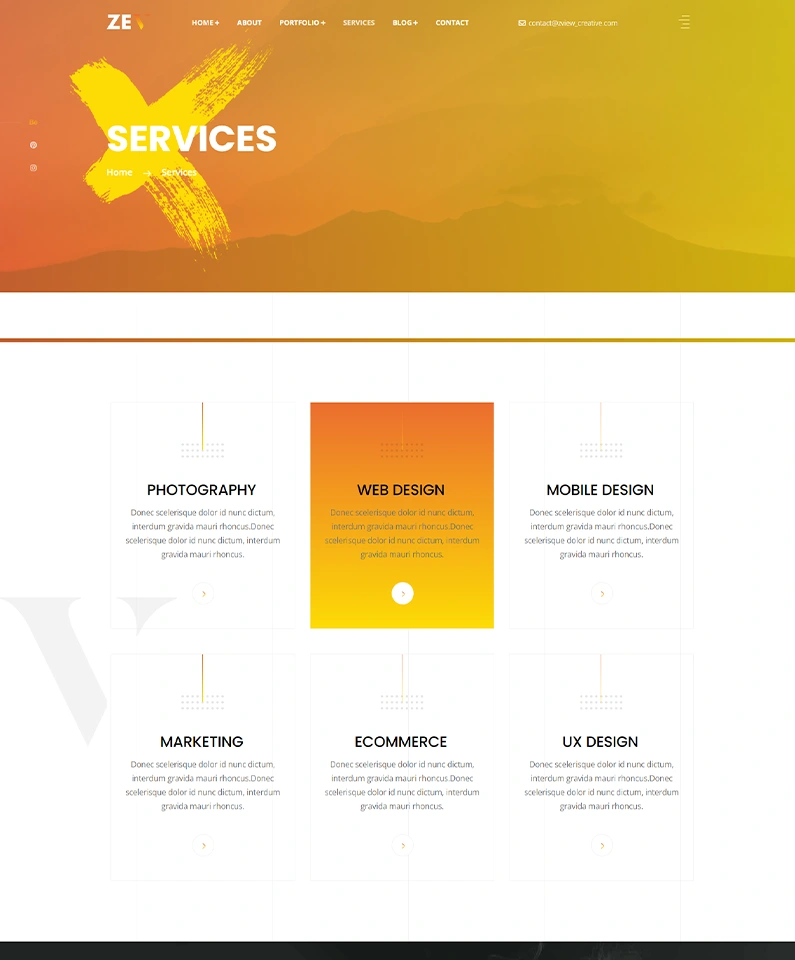 ZE
HOME + ABOUT PORTFOLIO + SERVICES BLOG + CONTACT
contact@zview_creative.com
SERVICES
Home → Services
PHOTOGRAPHY
Donec scelerisque dolor id nunc dictum,
interdum gravida mauri rhoncus.Donec
scelerisque dolor id nunc dictum, interdum
gravida mauri rhoncus.
WEB DESIGN
Donec scelerisque dolor id nunc dictum,
interdum gravida mauri rhoncus.Donec
scelerisque dolor id nunc dictum, interdum
gravida mauri rhoncus.
MOBILE DESIGN
Donec scelerisque dolor id nunc dictum,
interdum gravida mauri rhoncus.Donec
scelerisque dolor id nunc dictum, interdum
gravida mauri rhoncus.
V
MARKETING
Donec scelerisque dolor id nunc dictum,
interdum gravida mauri rhoncus.Donec
scelerisque dolor id nunc dictum, interdum
gravida mauri rhoncus.
ECOMMERCE
Donec scelerisque dolor id nunc dictum,
interdum gravida mauri rhoncus.Donec
scelerisque dolor id nunc dictum, interdum
gravida mauri rhoncus.
UX DESIGN
Donec scelerisque dolor id nunc dictum,
interdum gravida mauri rhoncus.Donec
scelerisque dolor id nunc dictum, interdum
gravida mauri rhoncus.